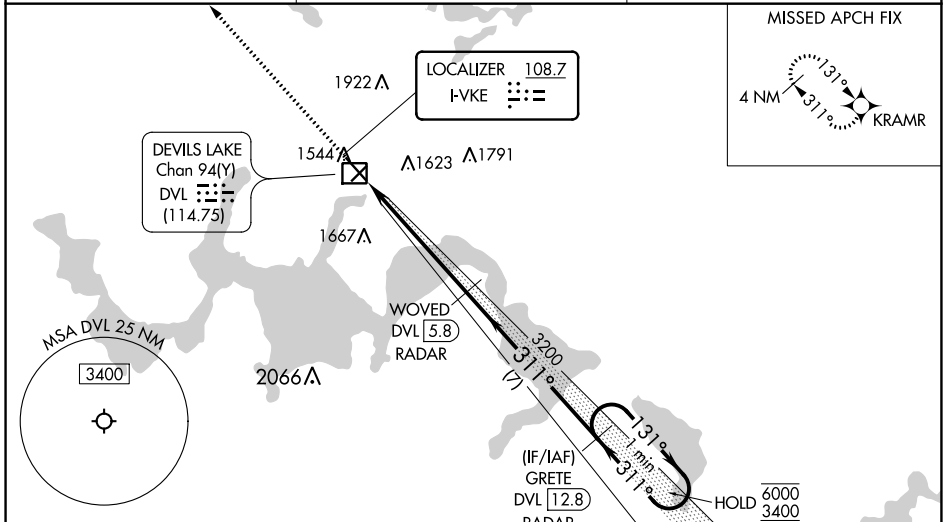 MISSED APCH FIX
131°
4 NM
311°
KRAMR
LOCALIZER 108.7
I-VKE
1922
DEVILS LAKE
Chan 94(Y)
DVL
(114.75)
1544
1623
1791
1667
WOVED
DVL 5.8
RADAR
3200
311°
(7)
MSA DVL 25 NM
3400
2066
131°
1 min
311°
(IF/IAF)
GRETE
DVL 12.8
RADAR
HOLD 6000
3400